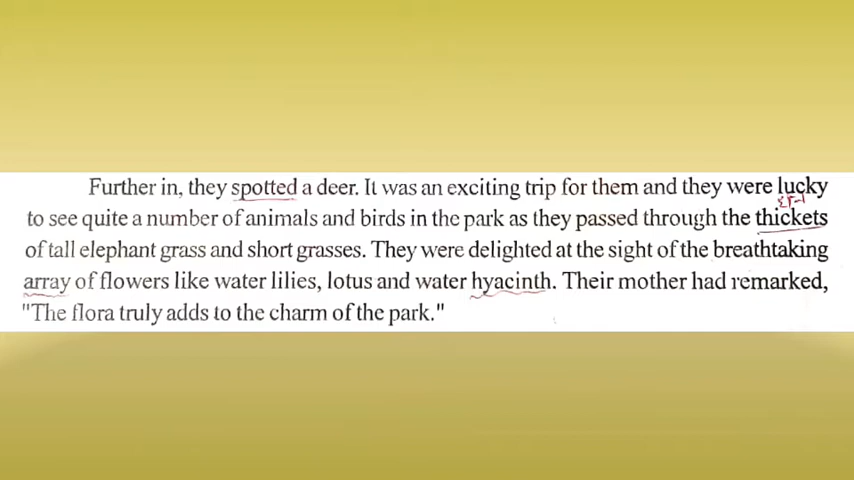 Further in, they spotted a deer. It was an exciting trip for them and they were lucky
to see quite a number of animals and birds in the park as they passed through the thickets
of tall elephant grass and short grasses. They were delighted at the sight of the breathtaking
array of flowers like water lilies, lotus and water hyacinth. Their mother had remarked,
"The flora truly adds to the charm of the park."